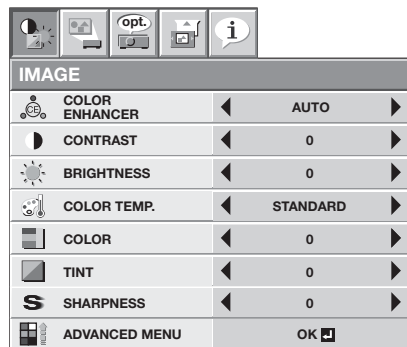 opt.
i
IMAGE
CE
COLOR
ENHANCER
AUTO
CONTRAST
0
BRIGHTNESS
0
COLOR TEMP.
STANDARD
COLOR
0
TINT
0
S SHARPNESS
0
ADVANCED MENU
OK